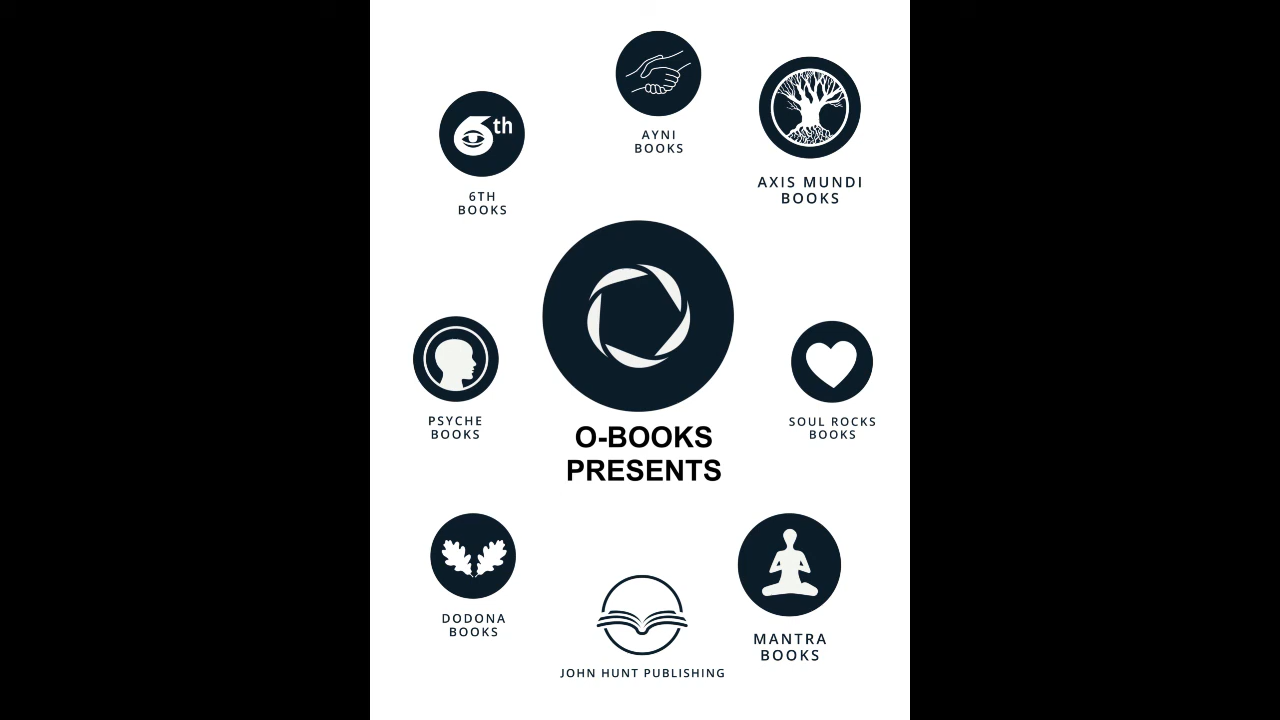 AYNI
BOOKS
6th
6TH
BOOKS
AXIS MUNDI
BOOKS
PSYCHE
BOOKS
O-BOOKS
PRESENTS
SOUL ROCKS
BOOKS
DODONA
BOOKS
JOHN HUNT PUBLISHING
MANTRA
BOOKS